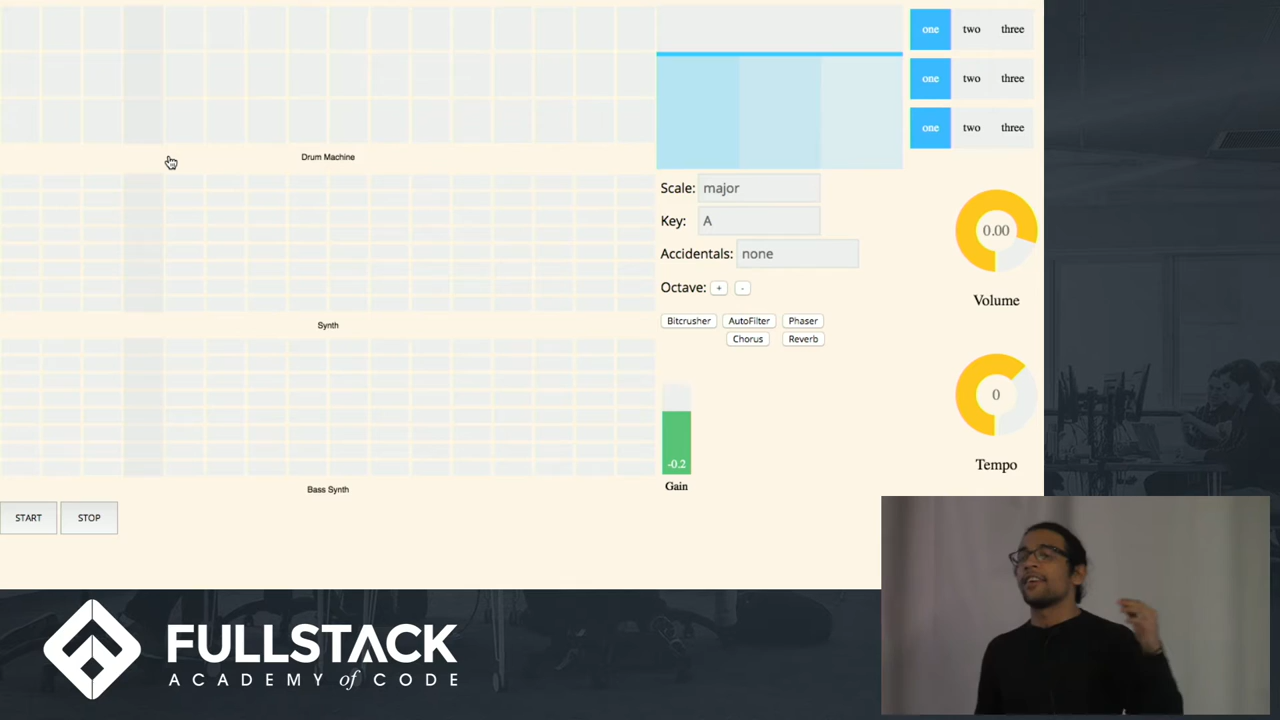 one two three
one two three
one two three
Drum Machine
Scale: major
Key: A
Accidentals: none
Octave: + -
Bitcrusher AutoFilter Phaser
Chorus Reverb
0.00
Volume
Synth
0
Tempo
-0.2
Gain
Bass Synth
START STOP
FULLSTACK
ACADEMY of CODE